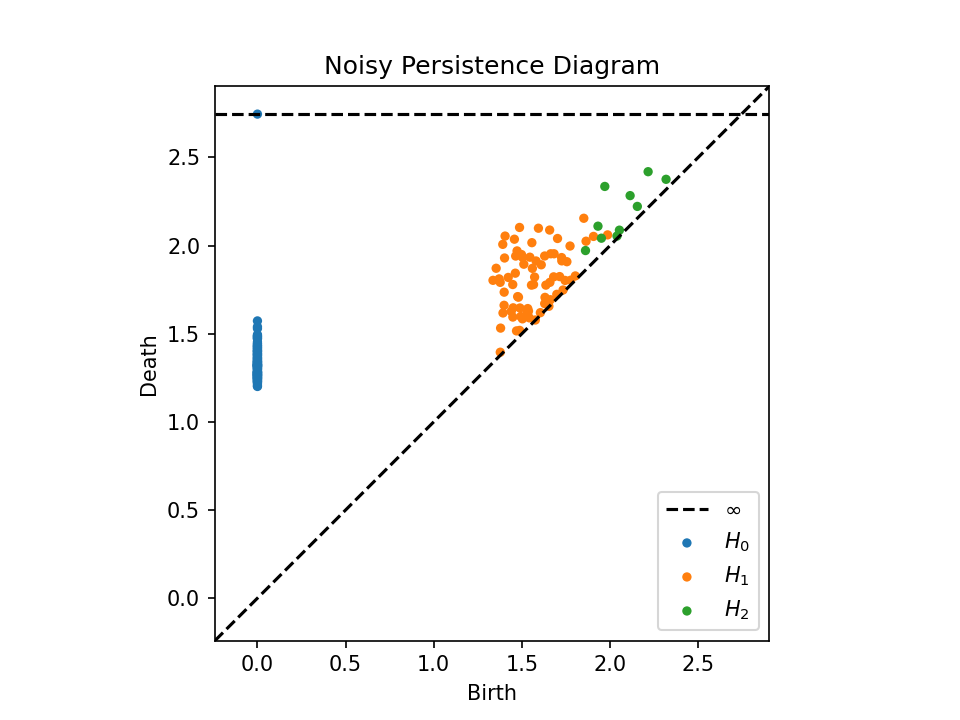 Noisy Persistence Diagram
Death
2.5
2.0
1.5
1.0
0.5
0.0
0.0 0.5 1.0 1.5 2.0 2.5
Birth
∞
H₀
H₁
H₂